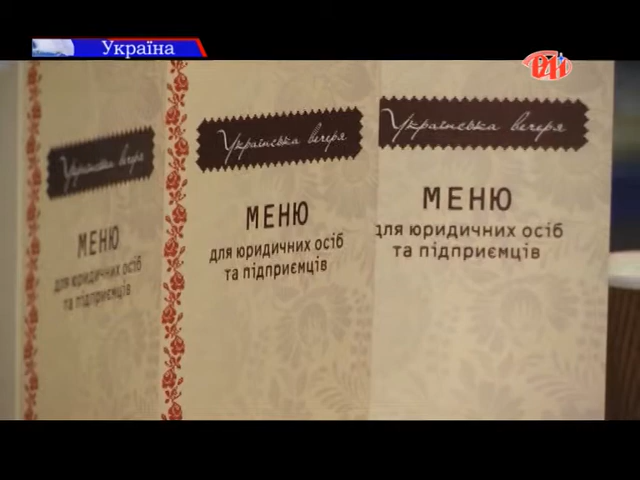 Україна
Українська вечеря
МЕНЮ
для юридичних осіб
та підприємців
Українська вечеря
МЕНЮ
для юридичних осіб
та підприємців
Українська вечеря
МЕНЮ
для юридичних осіб
та підприємців